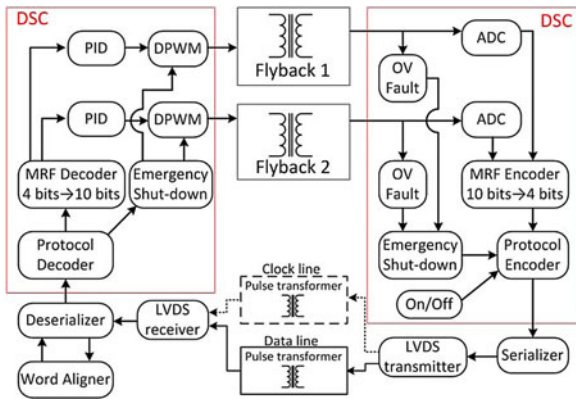 DSC
DSC
PID
DPWM
Flyback 1
ADC
OV
Fault
PID
DPWM
Flyback 2
ADC
MRF Decoder
4 bits→10 bits
Emergency
Shut-down
OV
Fault
MRF Encoder
10 bits→4 bits
Protocol
Decoder
Emergency
Shut-down
Protocol
Encoder
Clock line
Pulse transformer
On/Off
Deserializer
LVDS
receiver
Data line
Pulse transformer
LVDS
transmitter
Serializer
Word Aligner